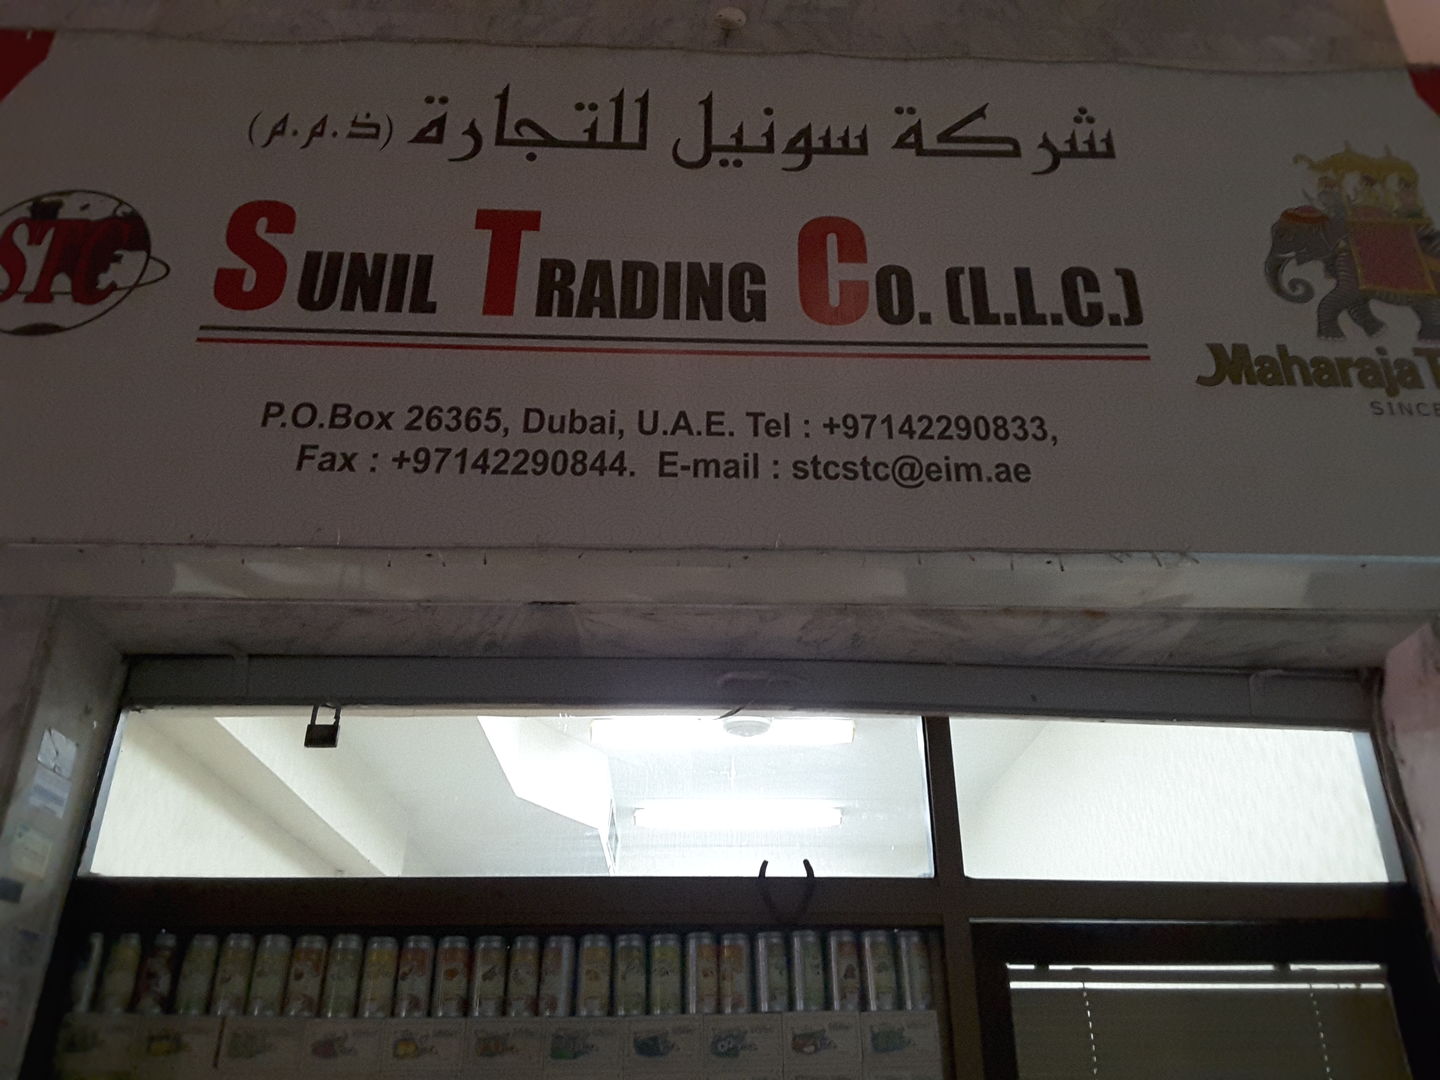 شركة سونيل للتجارة (ذ.م.م)
STC
SUNIL TRADING CO. (L.L.C.)
Maharaja
SINCE
P.O.Box 26365, Dubai, U.A.E. Tel : +97142290833,
Fax : +97142290844. E-mail : stcstc@eim.ae